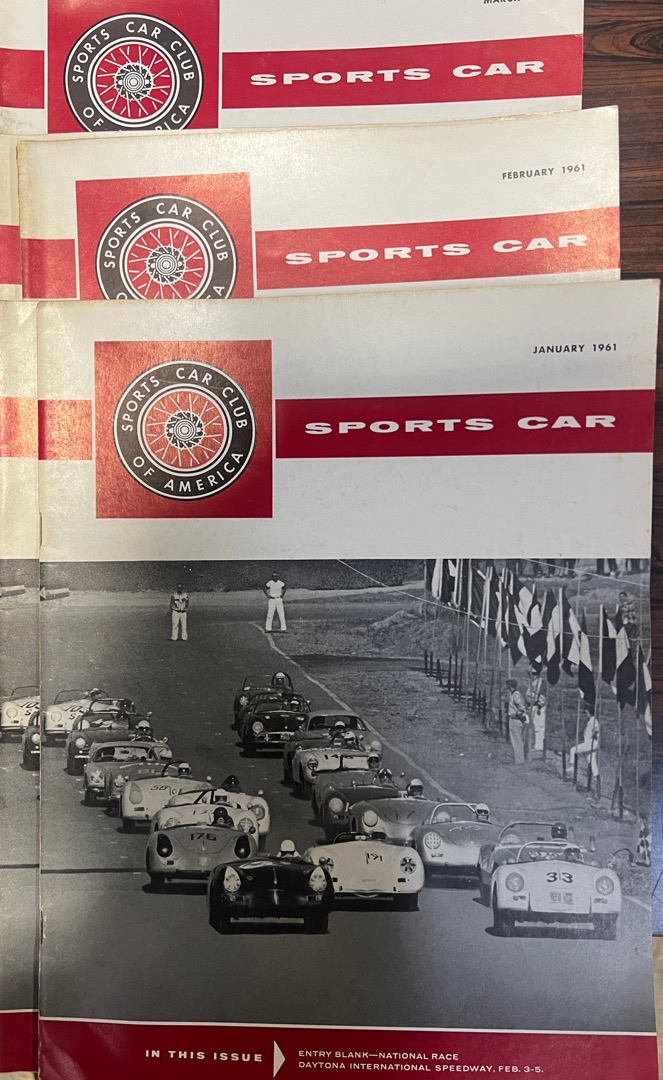 MARCH
SPORTS CAR CLUB
OF AMERICA
SPORTS CAR
FEBRUARY 1961
SPORTS CAR CLUB
SPORTS CAR
JANUARY 1961
SPORTS CAR CLUB
OF AMERICA
SPORTS CAR
176
191
33
IN THIS ISSUE
ENTRY BLANK—NATIONAL RACE
DAYTONA INTERNATIONAL SPEEDWAY, FEB. 3-5.